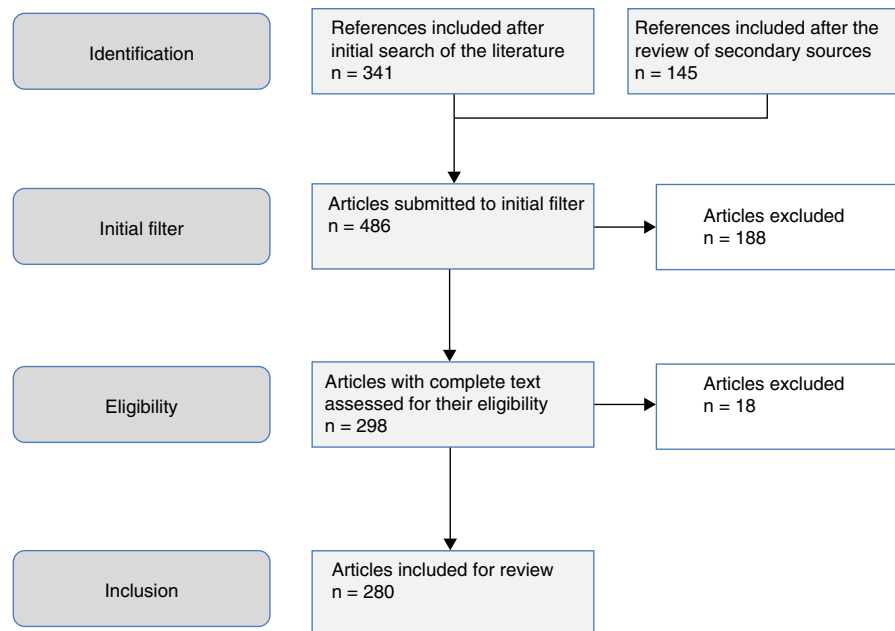 Identification
References included after
initial search of the literature
n = 341
References included after the
review of secondary sources
n = 145
Initial filter
Articles submitted to initial filter
n = 486
Articles excluded
n = 188
Eligibility
Articles with complete text
assessed for their eligibility
n = 298
Articles excluded
n = 18
Inclusion
Articles included for review
n = 280